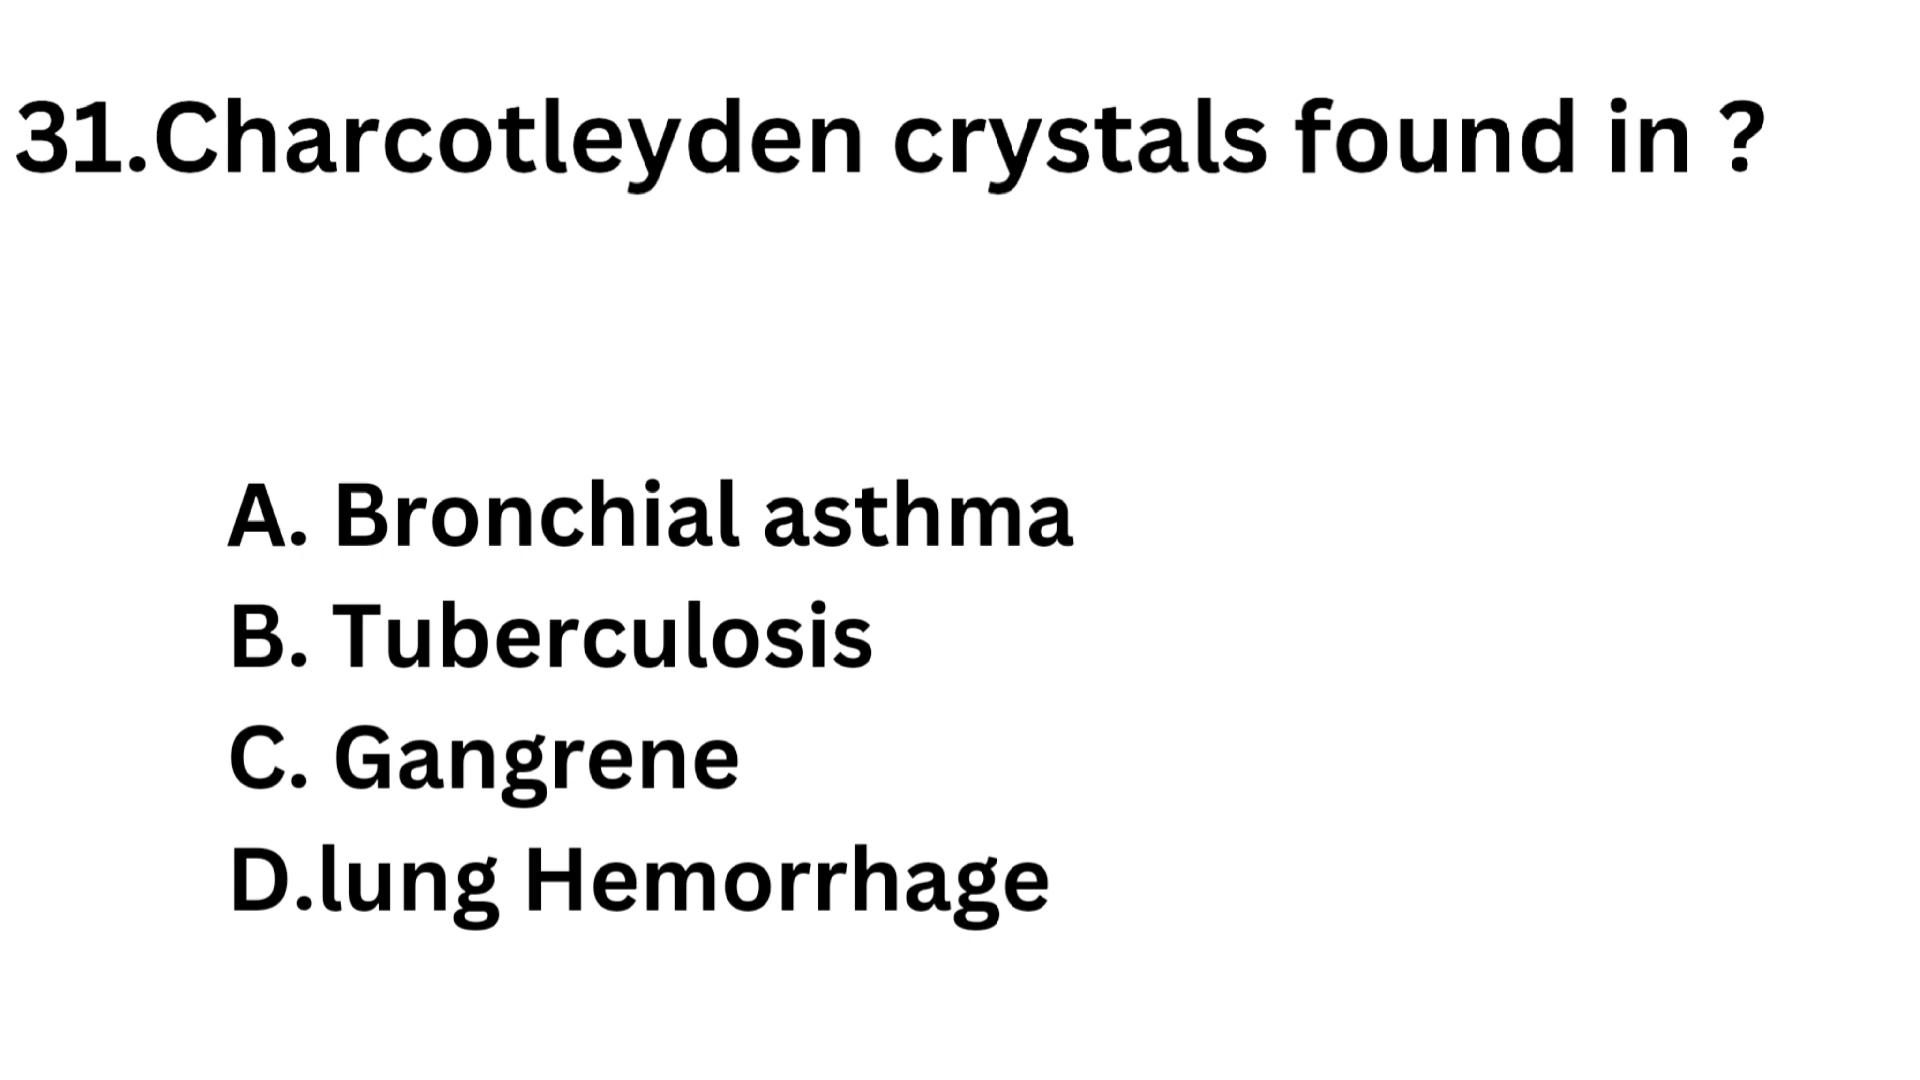 31.Charcotleyden crystals found in ?
A. Bronchial asthma
B. Tuberculosis
C. Gangrene
D.lung Hemorrhage